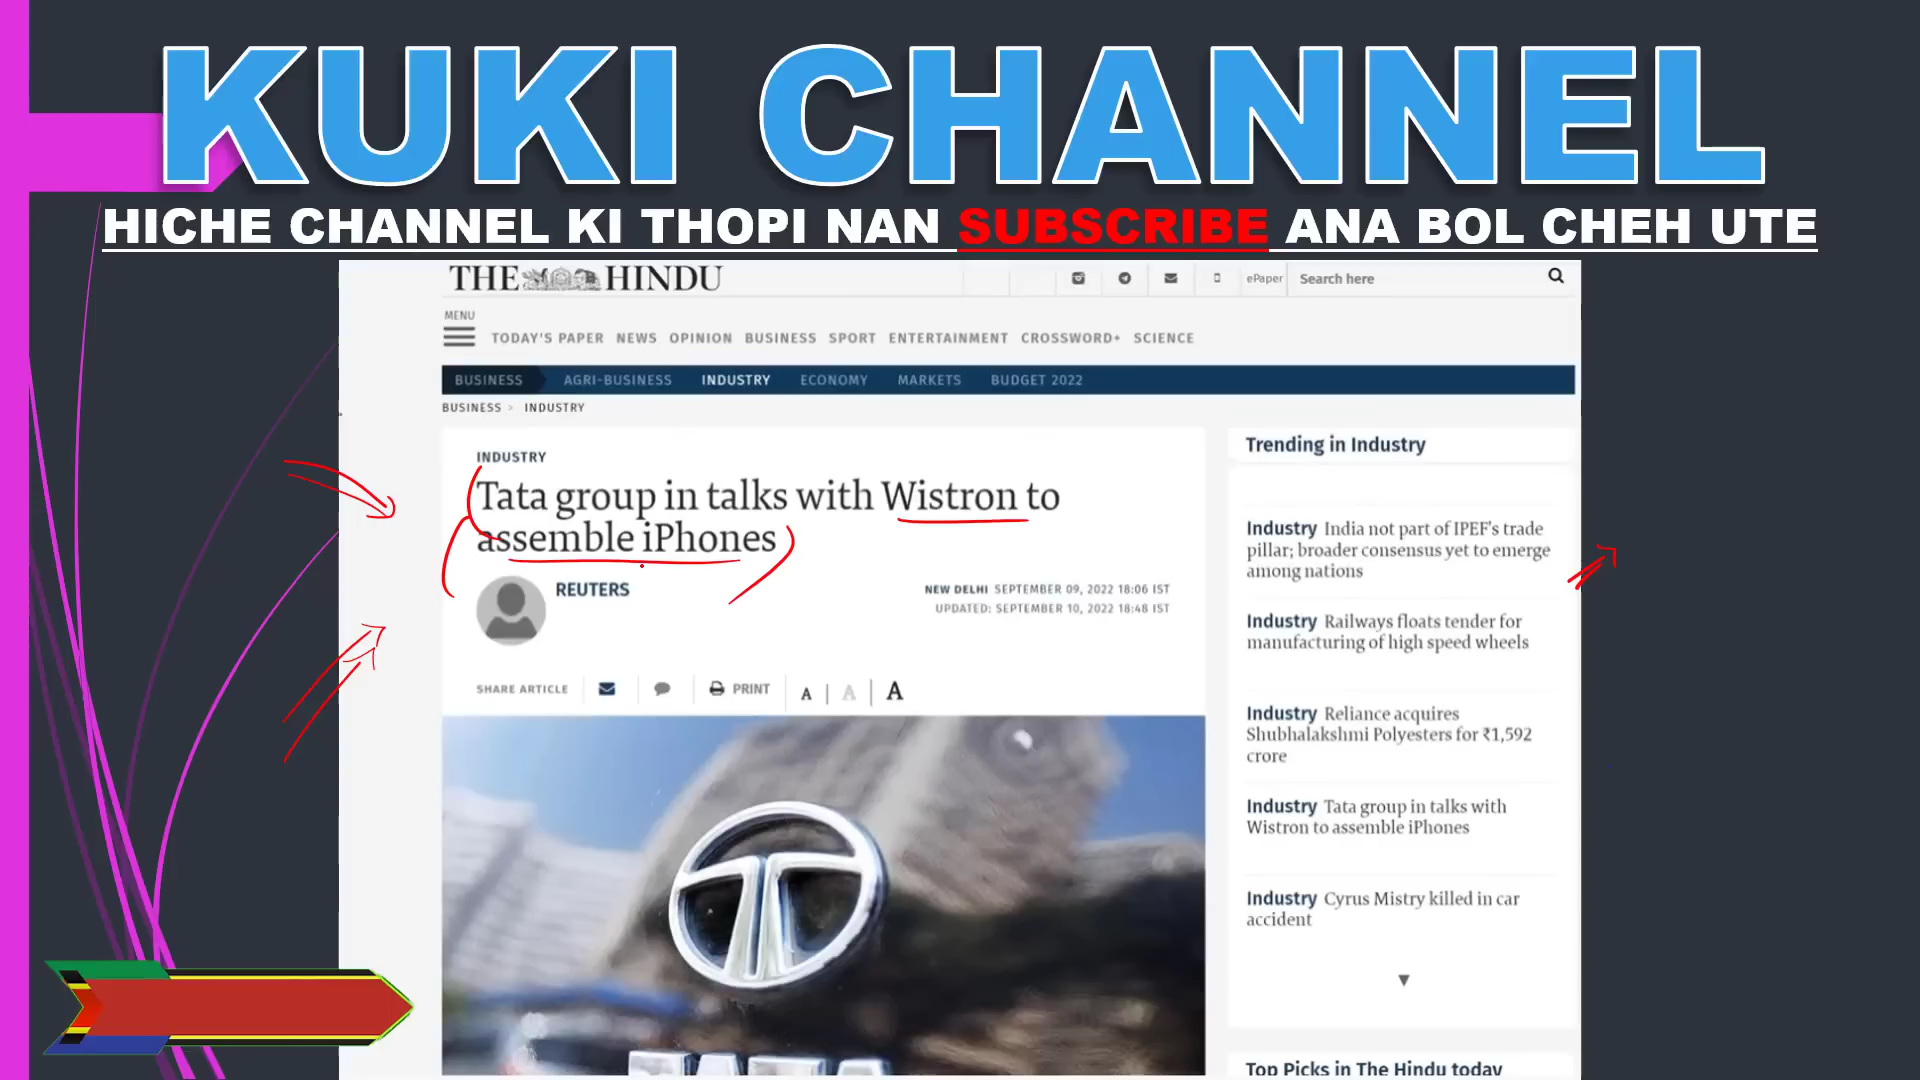 KUKI CHANNEL
HICHE CHANNEL KI THOPI NAN SUBSCRIBE ANA BOL CHEH UTE
THE HINDU
ePaper
Search here
MENU
TODAY'S PAPER NEWS OPINION BUSINESS SPORT ENTERTAINMENT CROSSWORD+ SCIENCE
BUSINESS AGRI-BUSINESS INDUSTRY ECONOMY MARKETS BUDGET 2022
BUSINESS > INDUSTRY
INDUSTRY
Tata group in talks with Wistron to
assemble iPhones
REUTERS
NEW DELHI SEPTEMBER 09, 2022 18:06 IST
UPDATED: SEPTEMBER 10, 2022 18:48 IST
SHARE ARTICLE
PRINT
A | A | A
Trending in Industry
Industry India not part of IPEF's trade
pillar; broader consensus yet to emerge
among nations
Industry Railways floats tender for
manufacturing of high speed wheels
Industry Reliance acquires
Shubhalakshmi Polyesters for ₹1,592
crore
Industry Tata group in talks with
Wistron to assemble iPhones
Industry Cyrus Mistry killed in car
accident
Top Picks in The Hindu today
TATA